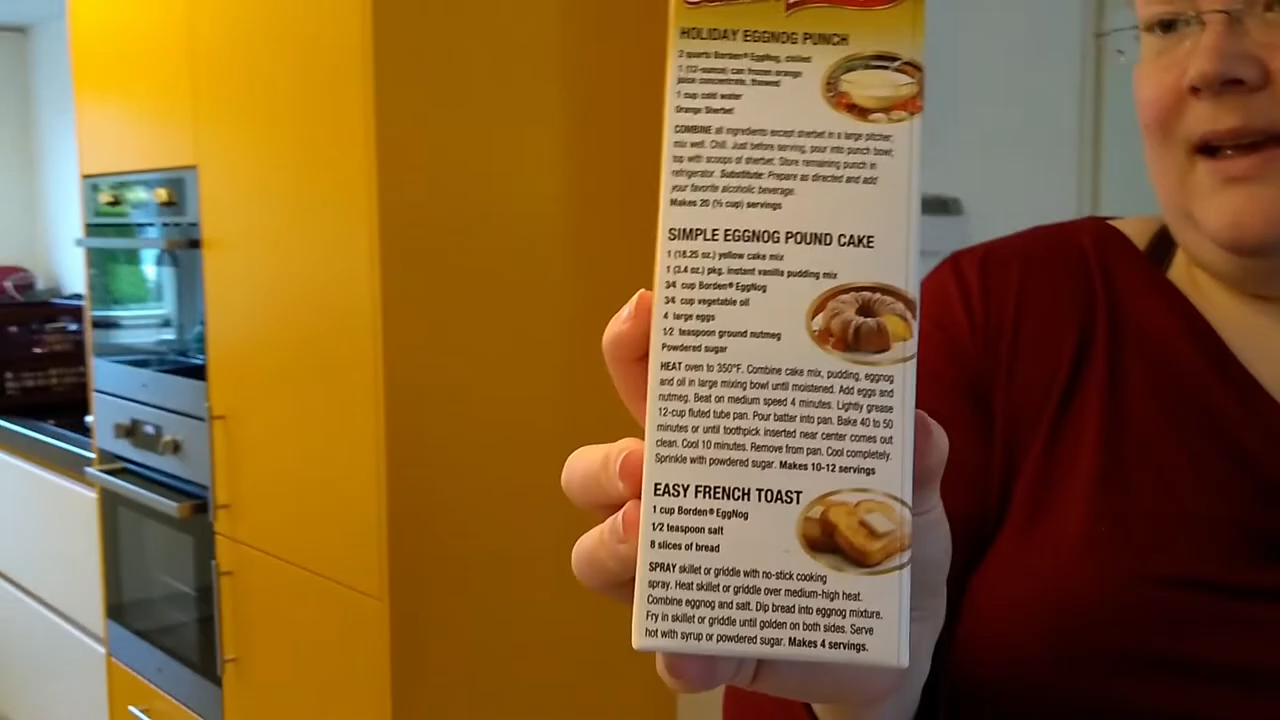 HOLIDAY EGGNOG PUNCH
2 quarts Borden® EggNog, chilled
1 (12-ounce) can frozen orange
juice concentrate, thawed
1 cup cold water
Orange Sherbet
COMBINE all ingredients except sherbet in a large pitcher;
mix well. Chill. Just before serving, pour into punch bowl;
top with scoops of sherbet. Store remaining punch in
refrigerator. Substitute: Prepare as directed and add
your favorite alcoholic beverage.
Makes 20 (½ cup) servings
SIMPLE EGGNOG POUND CAKE
1 (18.25 oz.) yellow cake mix
1 (3.4 oz.) pkg. instant vanilla pudding mix
3⁄4 cup Borden® EggNog
3⁄4 cup vegetable oil
4 large eggs
1⁄2 teaspoon ground nutmeg
Powdered sugar
HEAT oven to 350°F. Combine cake mix, pudding, eggnog
and oil in large mixing bowl until moistened. Add eggs and
nutmeg. Beat on medium speed 4 minutes. Lightly grease
12-cup fluted tube pan. Pour batter into pan. Bake 40 to 50
minutes or until toothpick inserted near center comes out
clean. Cool 10 minutes. Remove from pan. Cool completely.
Sprinkle with powdered sugar. Makes 10-12 servings
EASY FRENCH TOAST
1 cup Borden® EggNog
1⁄2 teaspoon salt
8 slices of bread
SPRAY skillet or griddle with no-stick cooking
spray. Heat skillet or griddle over medium-high heat.
Combine eggnog and salt. Dip bread into eggnog mixture.
Fry in skillet or griddle until golden on both sides. Serve
hot with syrup or powdered sugar. Makes 4 servings.